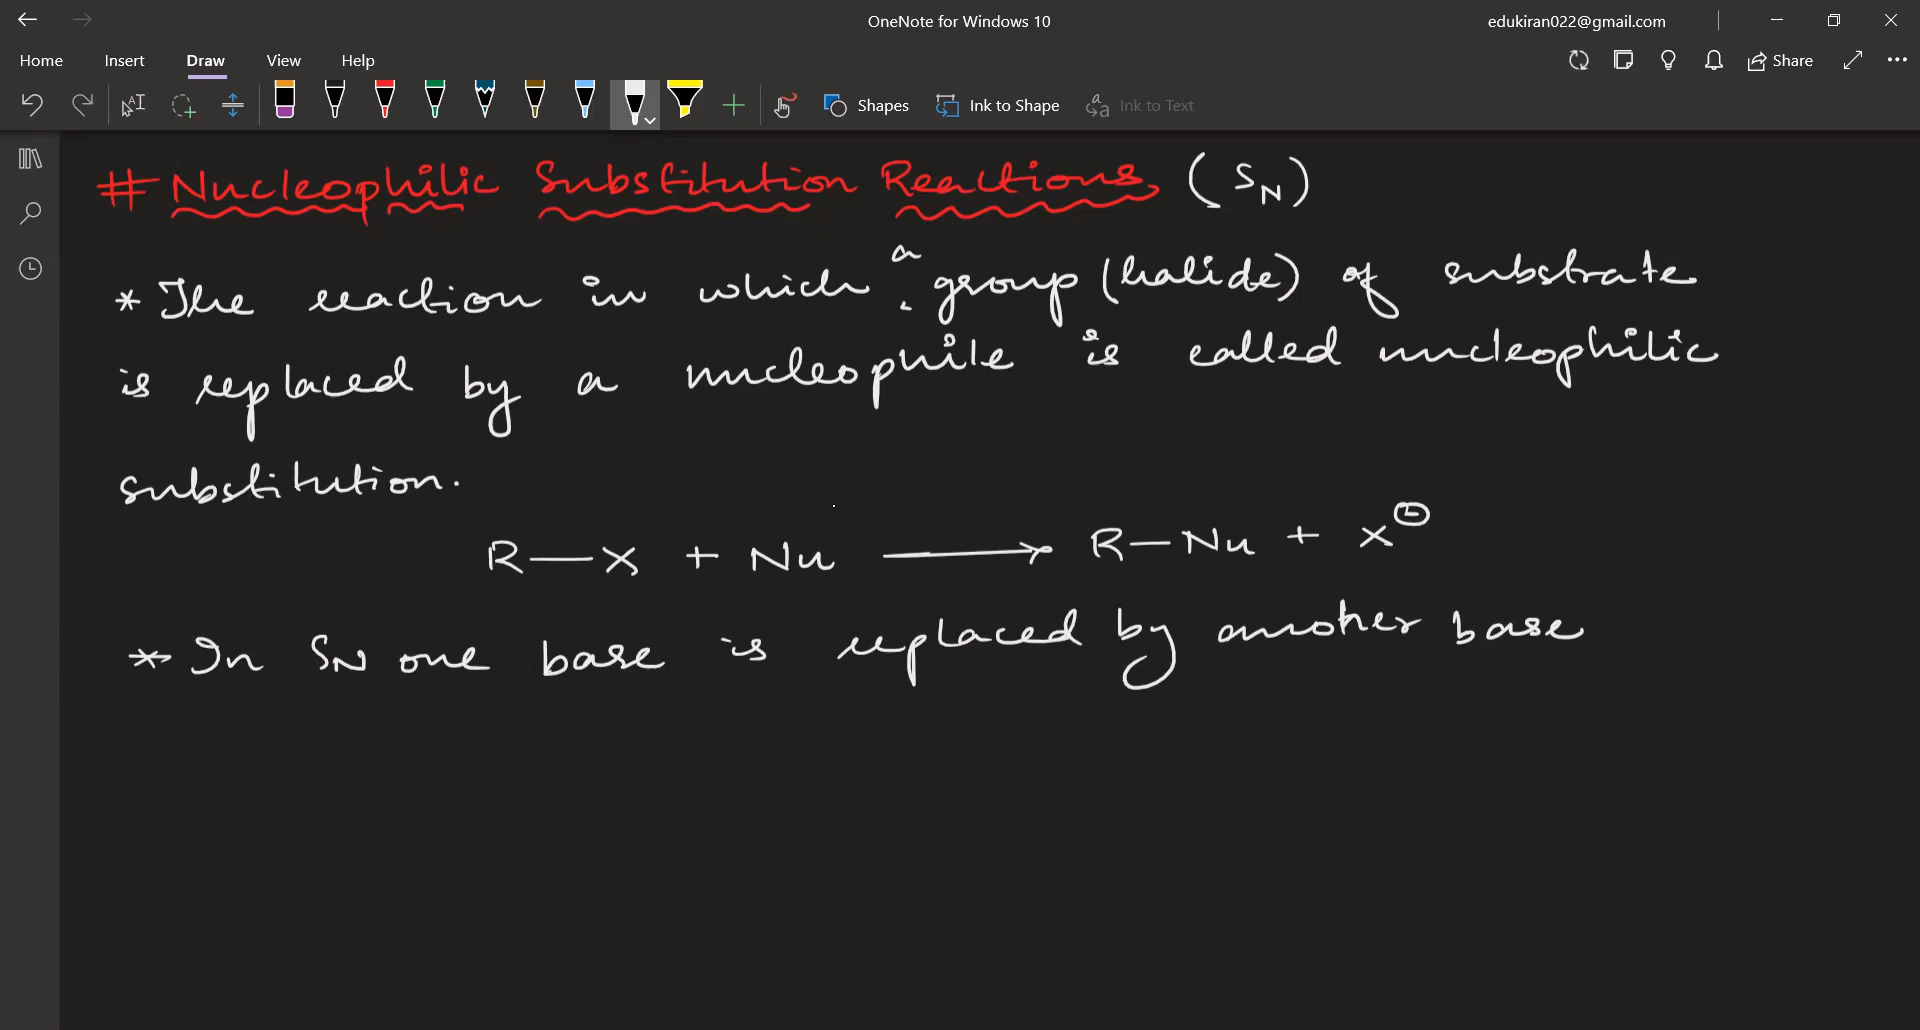 OneNote for Windows 10
edukiran022@gmail.com
Home Insert Draw View Help
Share
Shapes Ink to Shape Ink to Text
# Nucleophilic Substitution Reactions (SN)
* The reaction in which a group (halide) of substrate
is replaced by a nucleophile is called nucleophilic
substitution.
R—X + Nu ⟶ R—Nu + X⊖
* In SN one base is replaced by another base